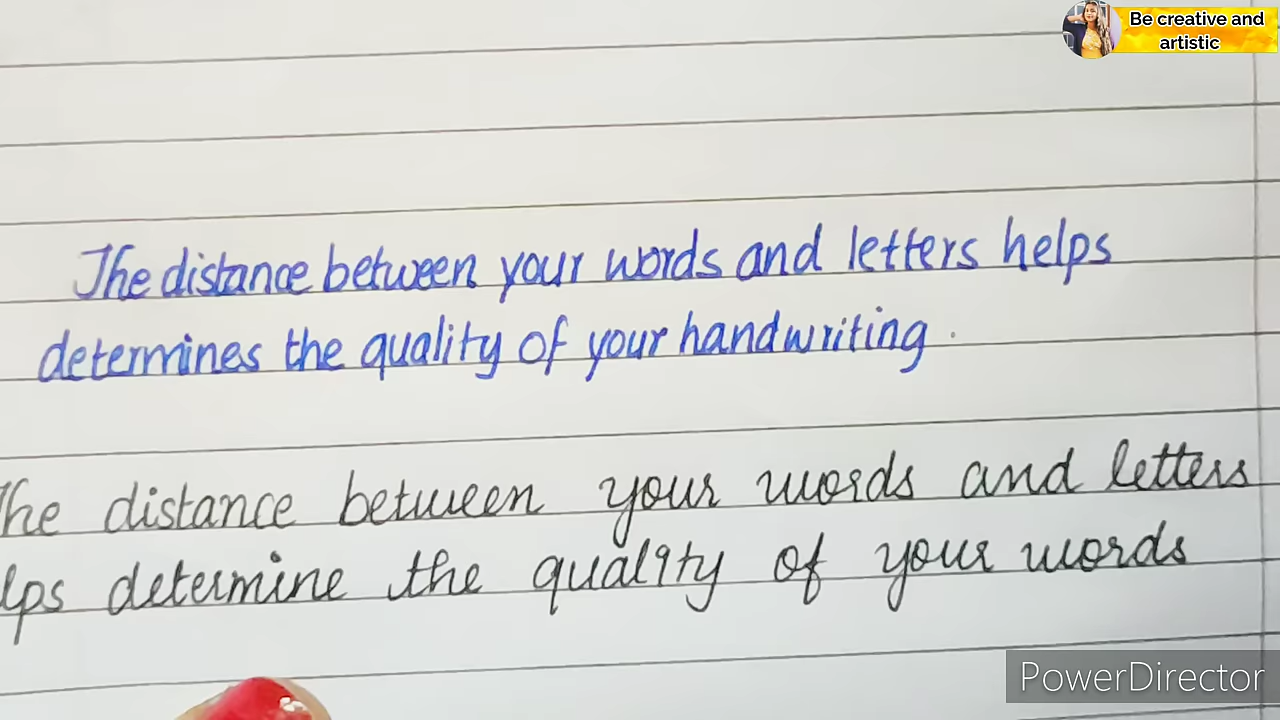 Be creative and
artistic
The distance between your words and letters helps
determines the quality of your handwriting.
The distance between your words and letters
lps determine the quality of your words
PowerDirector